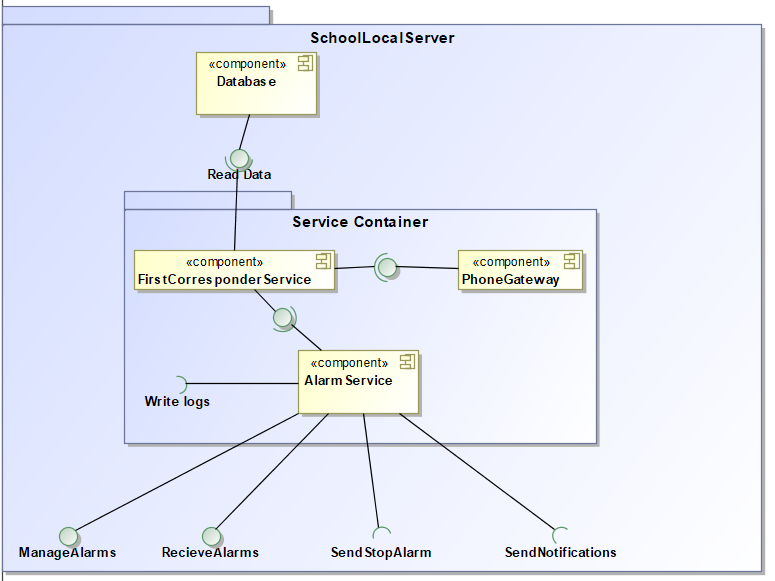 SchoolLocalServer
«component»
Database
Read Data
Service Container
«component»
FirstCorresponderService
«component»
PhoneGateway
«component»
Alarm Service
Write logs
ManageAlarms
RecieveAlarms
SendStopAlarm
SendNotifications